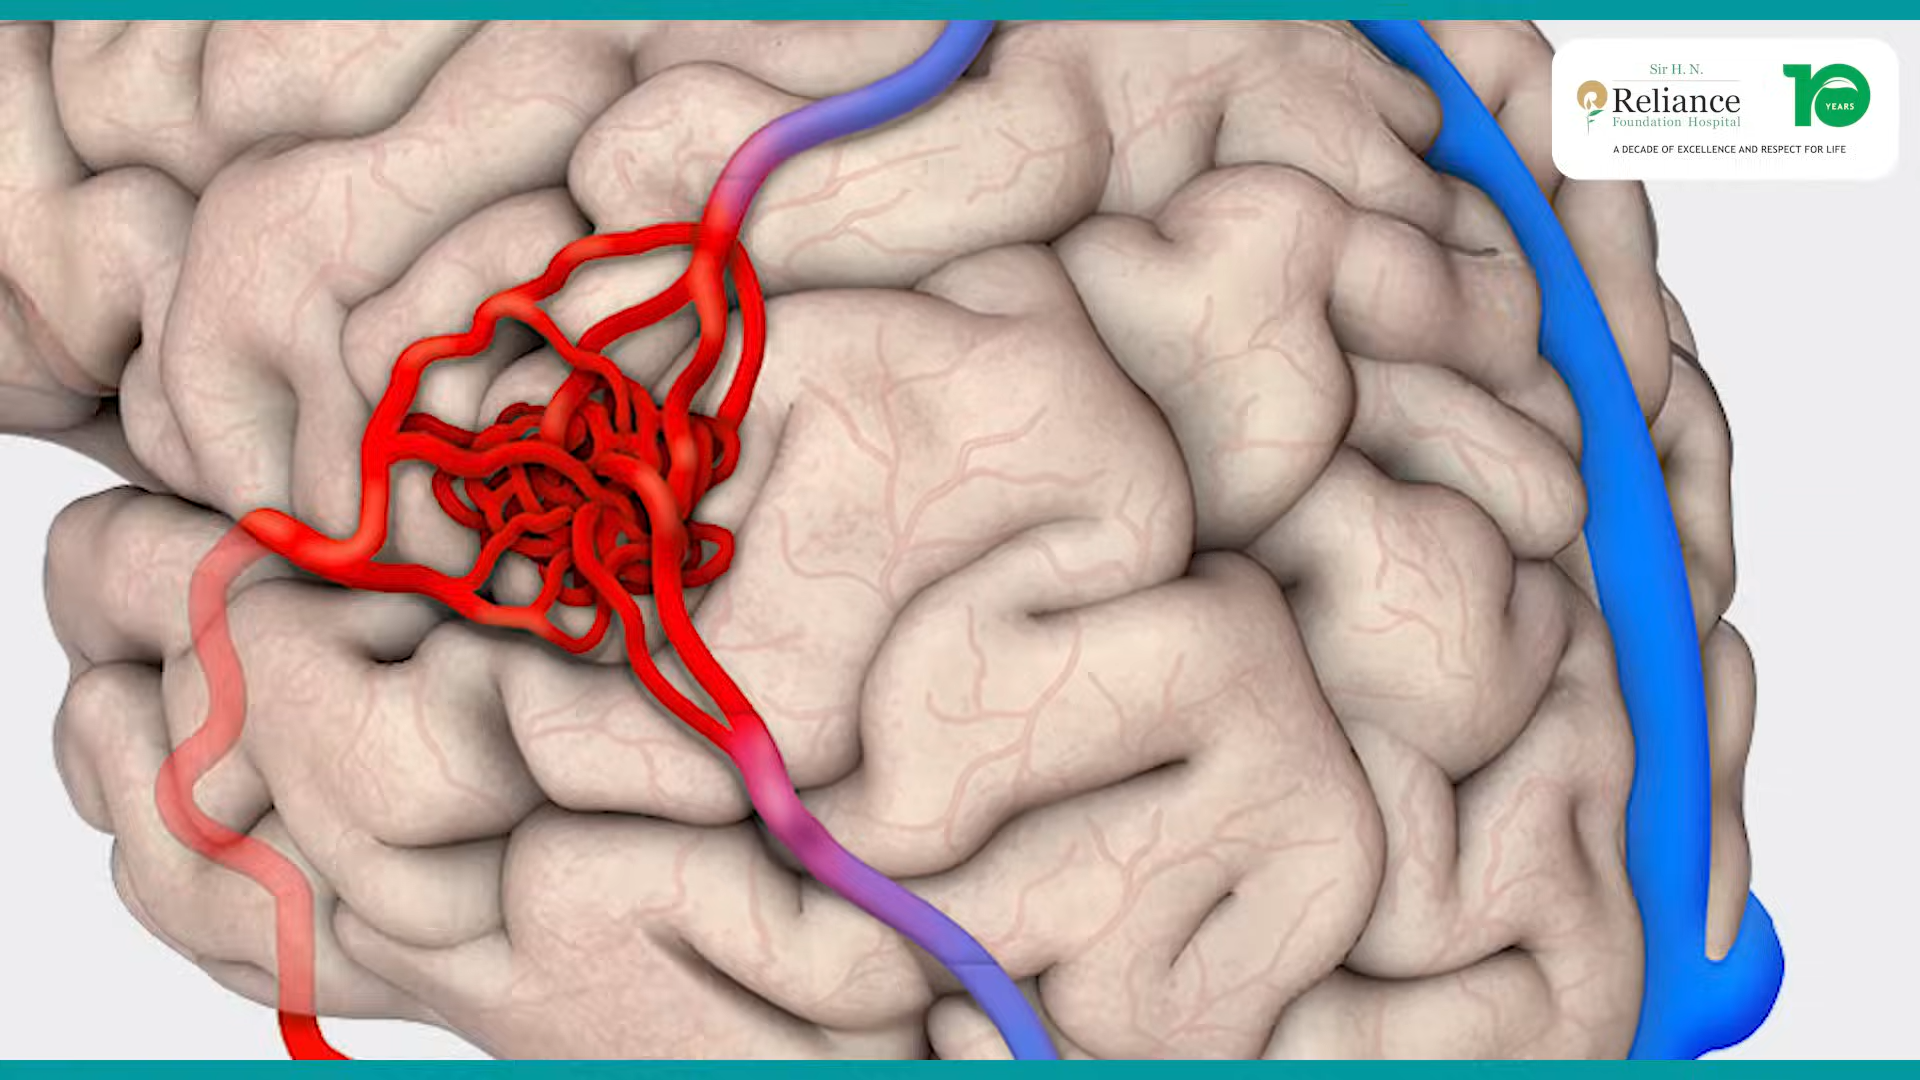 Sir H. N.
Reliance
Foundation Hospital
10
YEARS
A DECADE OF EXCELLENCE AND RESPECT FOR LIFE